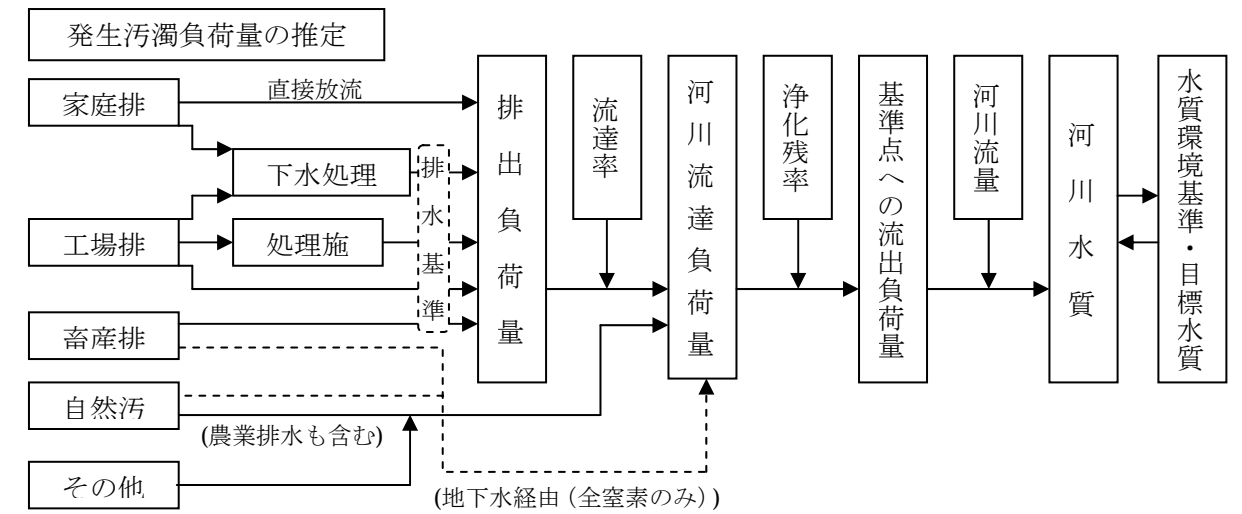 発生汚濁負荷量の推定
家庭排
直接放流
下水処理
工場排
処理施
排水基準
畜産排
自然汚
(農業排水も含む)
その他
(地下水経由（全窒素のみ）)
排出負荷量
流達率
河川流達負荷量
浄化残率
基準点への流出負荷量
河川流量
河川水質
水質環境基準・目標水質